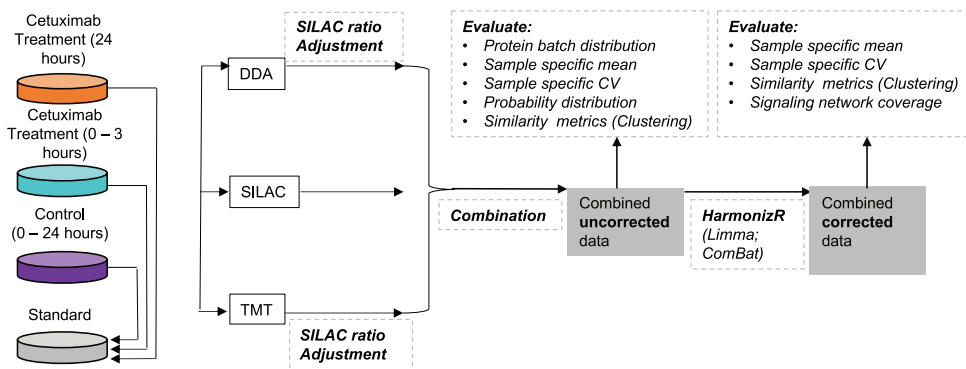 Cetuximab
Treatment (24
hours)
Cetuximab
Treatment (0 – 3
hours)
Control
(0 – 24 hours)
Standard
SILAC ratio
Adjustment
DDA
SILAC
TMT
SILAC ratio
Adjustment
Combination
Evaluate:
• Protein batch distribution
• Sample specific mean
• Sample specific CV
• Probability distribution
• Similarity metrics (Clustering)
Combined
uncorrected
data
HarmonizR
(Limma;
ComBat)
Evaluate:
• Sample specific mean
• Sample specific CV
• Similarity metrics (Clustering)
• Signaling network coverage
Combined
corrected
data